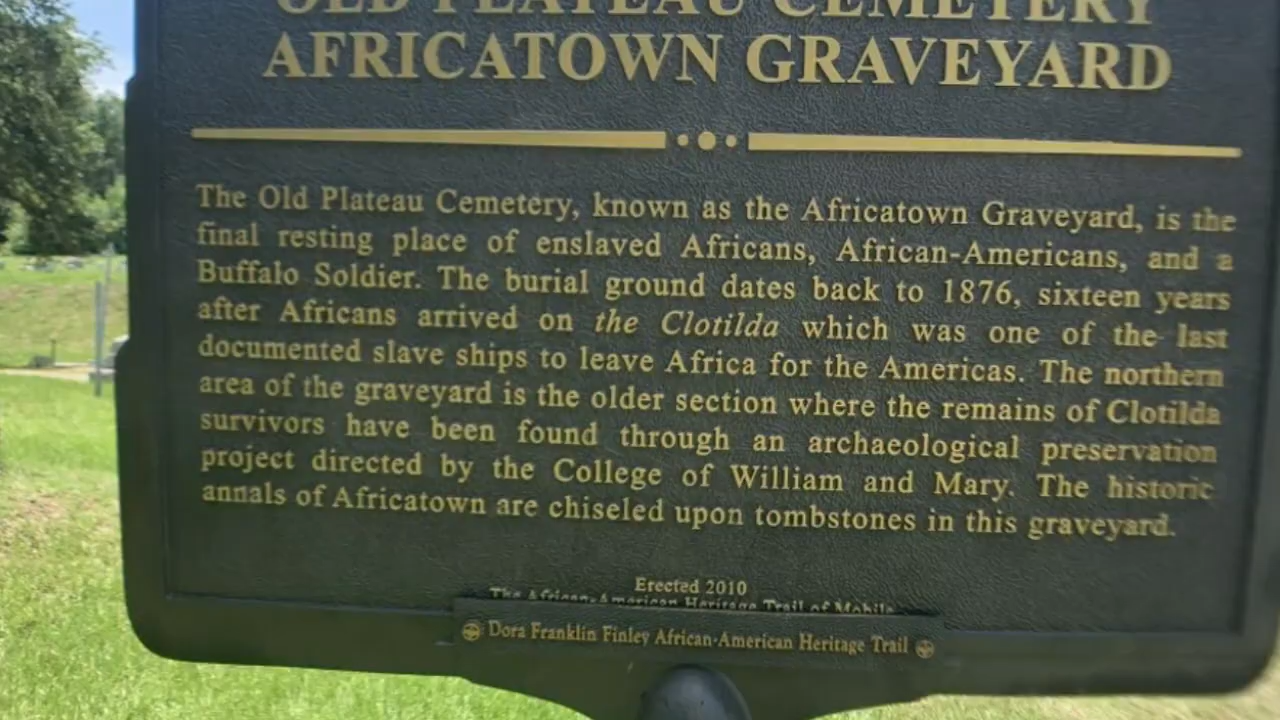 OLD PLATEAU CEMETERY
AFRICATOWN GRAVEYARD
The Old Plateau Cemetery, known as the Africatown Graveyard, is the
final resting place of enslaved Africans, African-Americans, and a
Buffalo Soldier. The burial ground dates back to 1876, sixteen years
after Africans arrived on the Clotilda which was one of the last
documented slave ships to leave Africa for the Americas. The northern
area of the graveyard is the older section where the remains of Clotilda
survivors have been found through an archaeological preservation
project directed by the College of William and Mary. The historic
annals of Africatown are chiseled upon tombstones in this graveyard.
Erected 2010
The African-American Heritage Trail of Mobile
Dora Franklin Finley African-American Heritage Trail